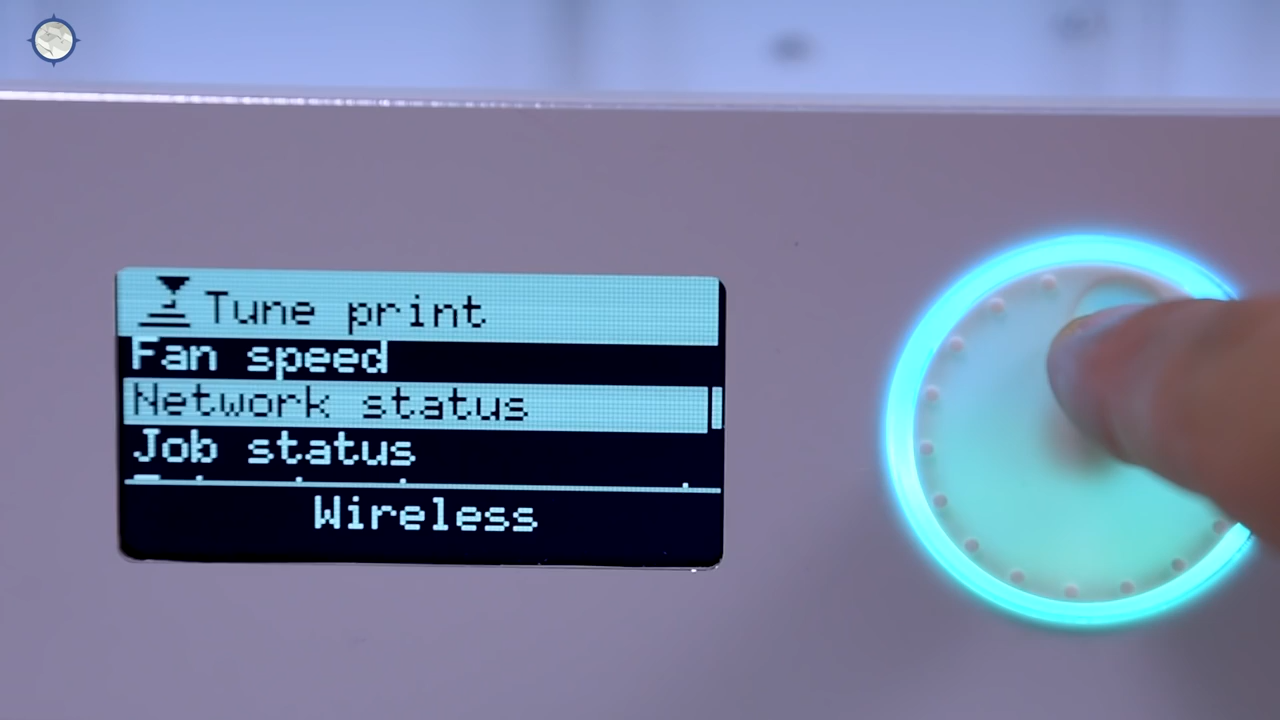 Tune print
Fan speed
Network status
Job status
Wireless